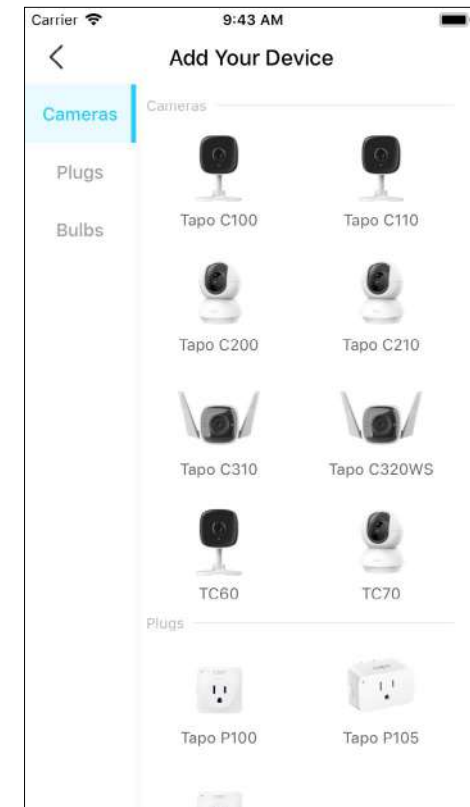 Carrier 9:43 AM
Add Your Device
Cameras
Plugs
Bulbs
Cameras
Tapo C100 Tapo C110
Tapo C200 Tapo C210
Tapo C310 Tapo C320WS
TC60 TC70
Plugs
Tapo P100 Tapo P105